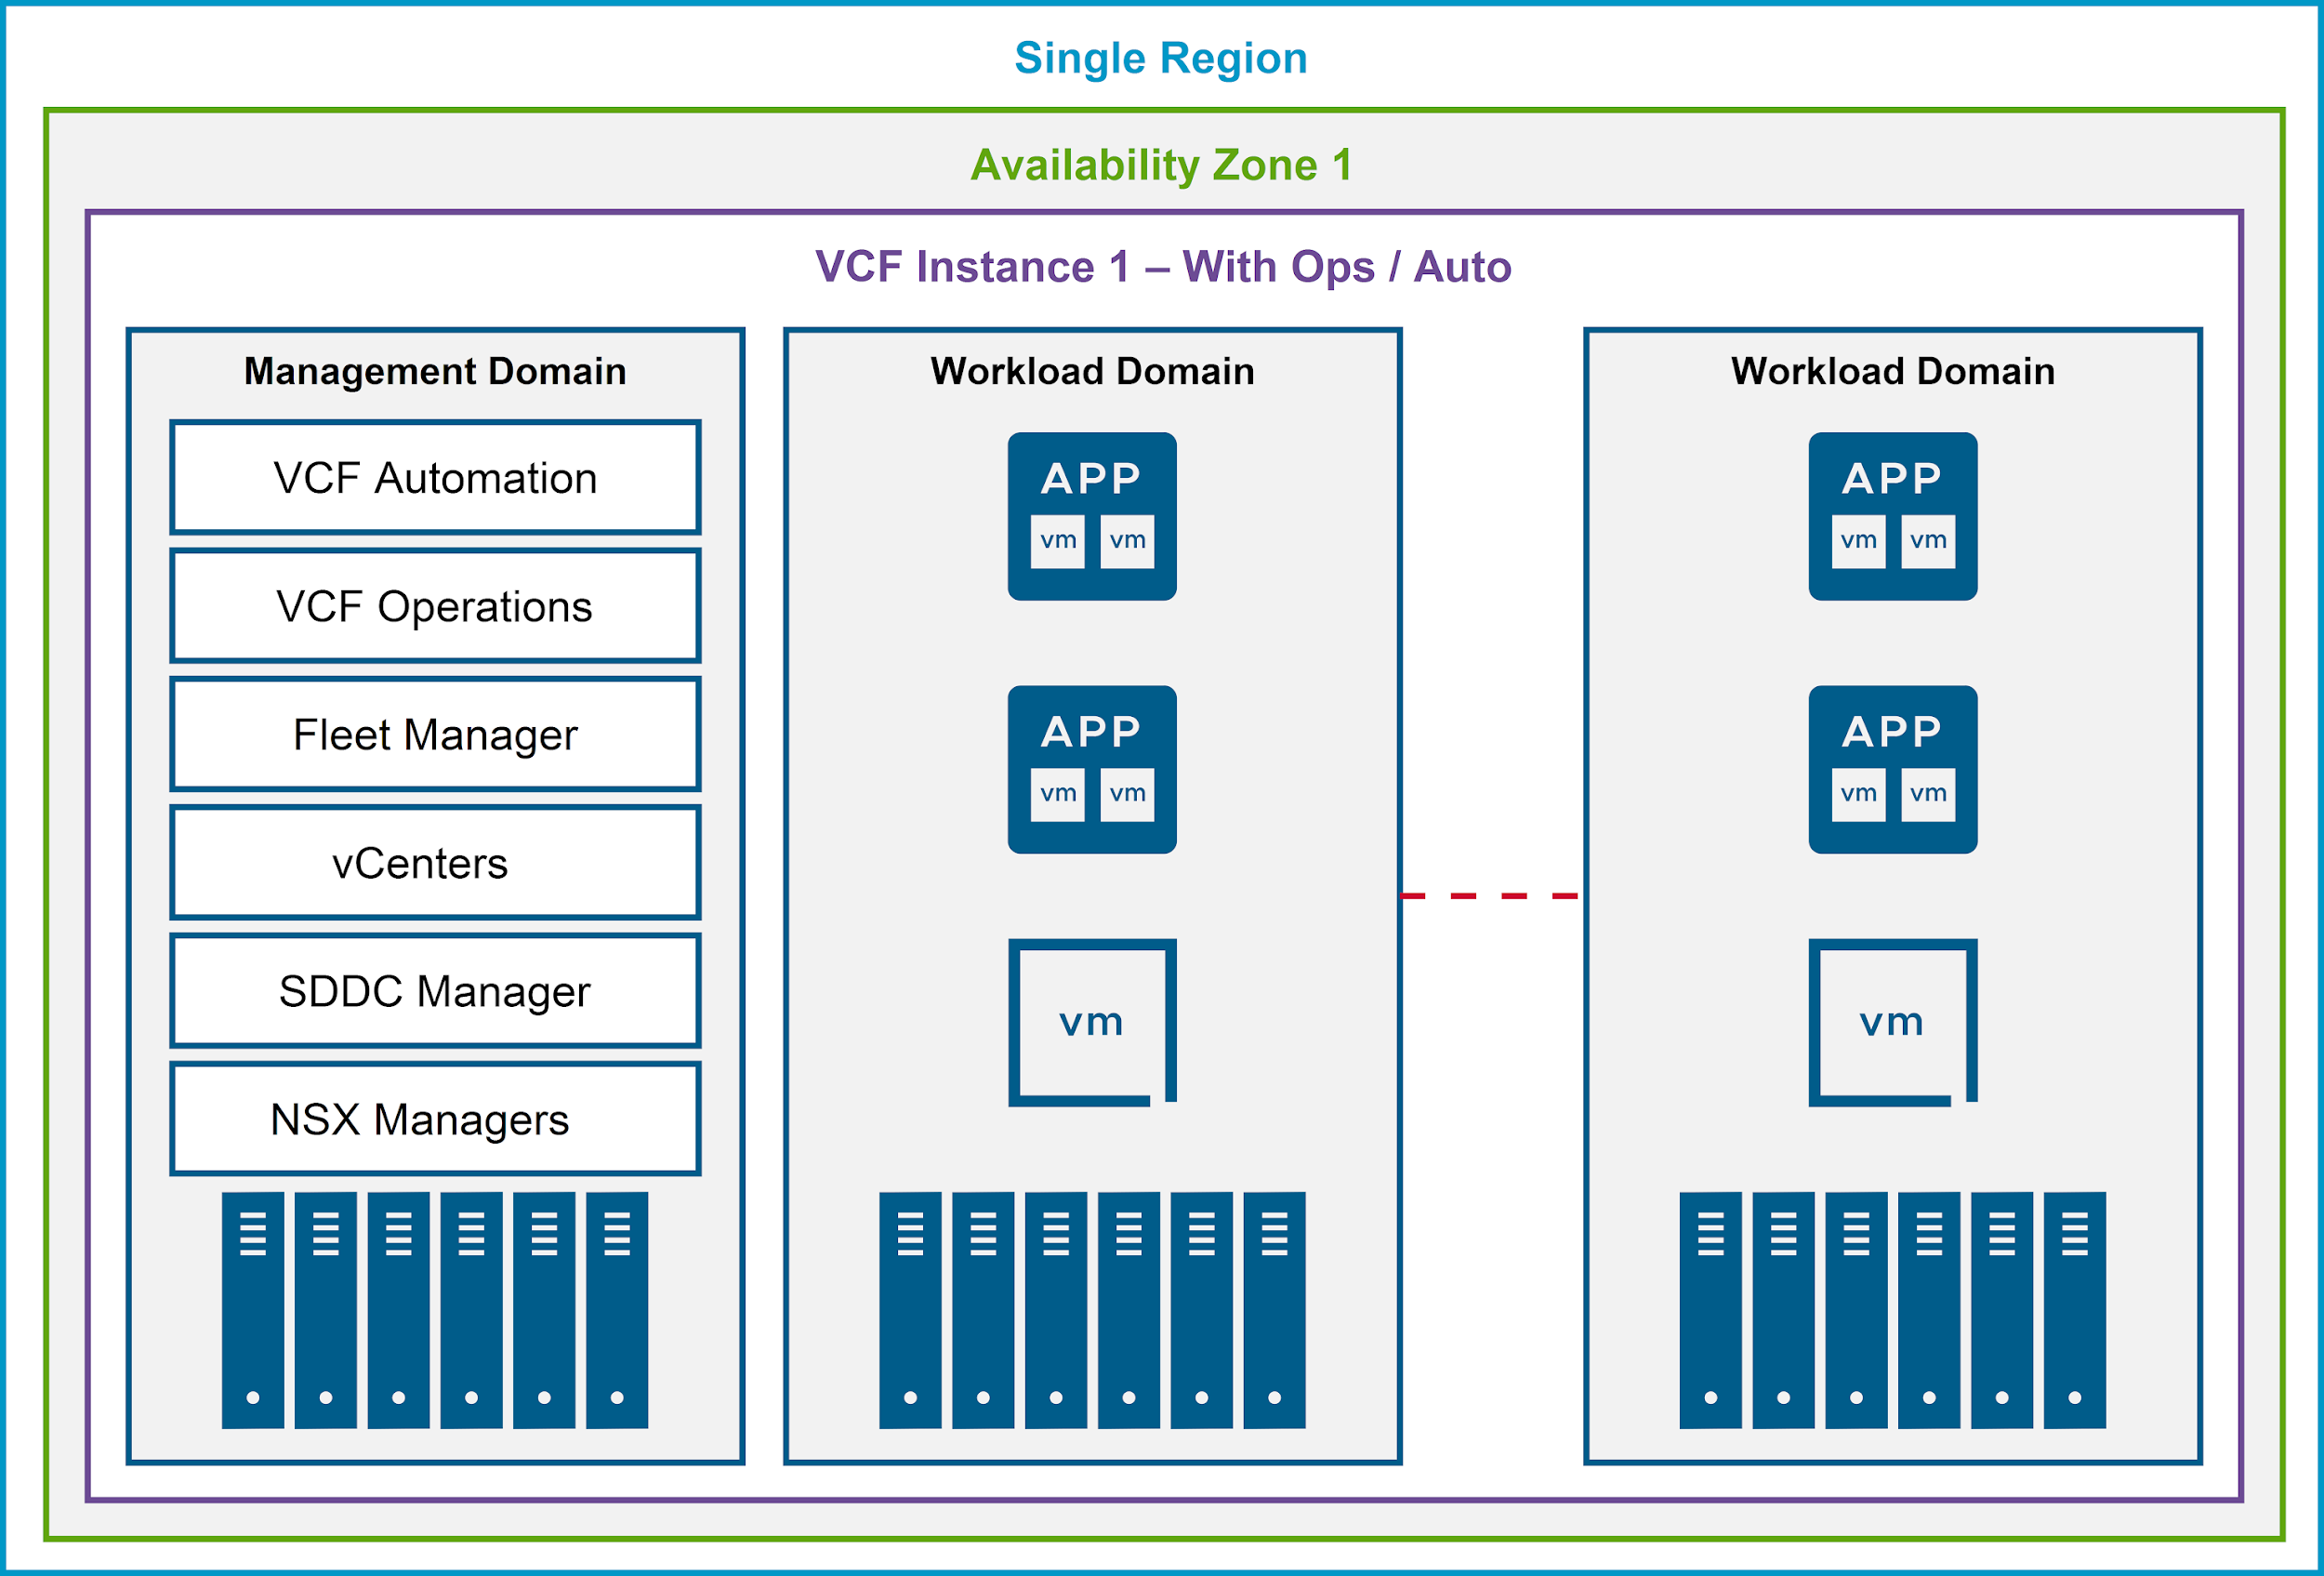 Single Region
Availability Zone 1
VCF Instance 1 – With Ops / Auto
Management Domain
VCF Automation
VCF Operations
Fleet Manager
vCenters
SDDC Manager
NSX Managers
Workload Domain
APP
vm vm
APP
vm vm
vm
Workload Domain
APP
vm vm
APP
vm vm
vm